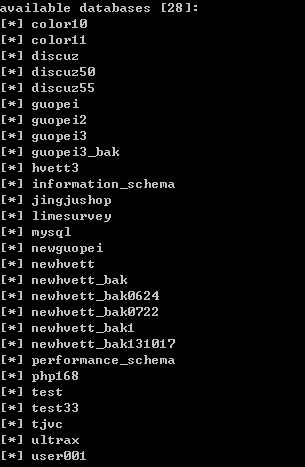 available databases [28]:
[*] color10
[*] color11
[*] discuz
[*] discuz50
[*] discuz55
[*] guopei
[*] guopei2
[*] guopei3
[*] guopei3_bak
[*] hvett3
[*] information_schema
[*] jingjushop
[*] limesurvey
[*] mysql
[*] newguopei
[*] newhvett
[*] newhvett_bak
[*] newhvett_bak0624
[*] newhvett_bak0722
[*] newhvett_bak1
[*] newhvett_bak131017
[*] performance_schema
[*] php168
[*] test
[*] test33
[*] tjvc
[*] ultrax
[*] user001